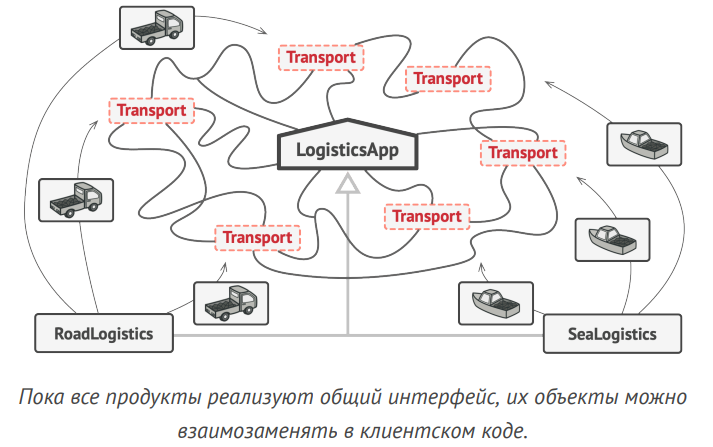 Transport
Transport
Transport
LogisticsApp
Transport
Transport
Transport
RoadLogistics
SeaLogistics
Пока все продукты реализуют общий интерфейс, их объекты можно
взаимозаменять в клиентском коде.